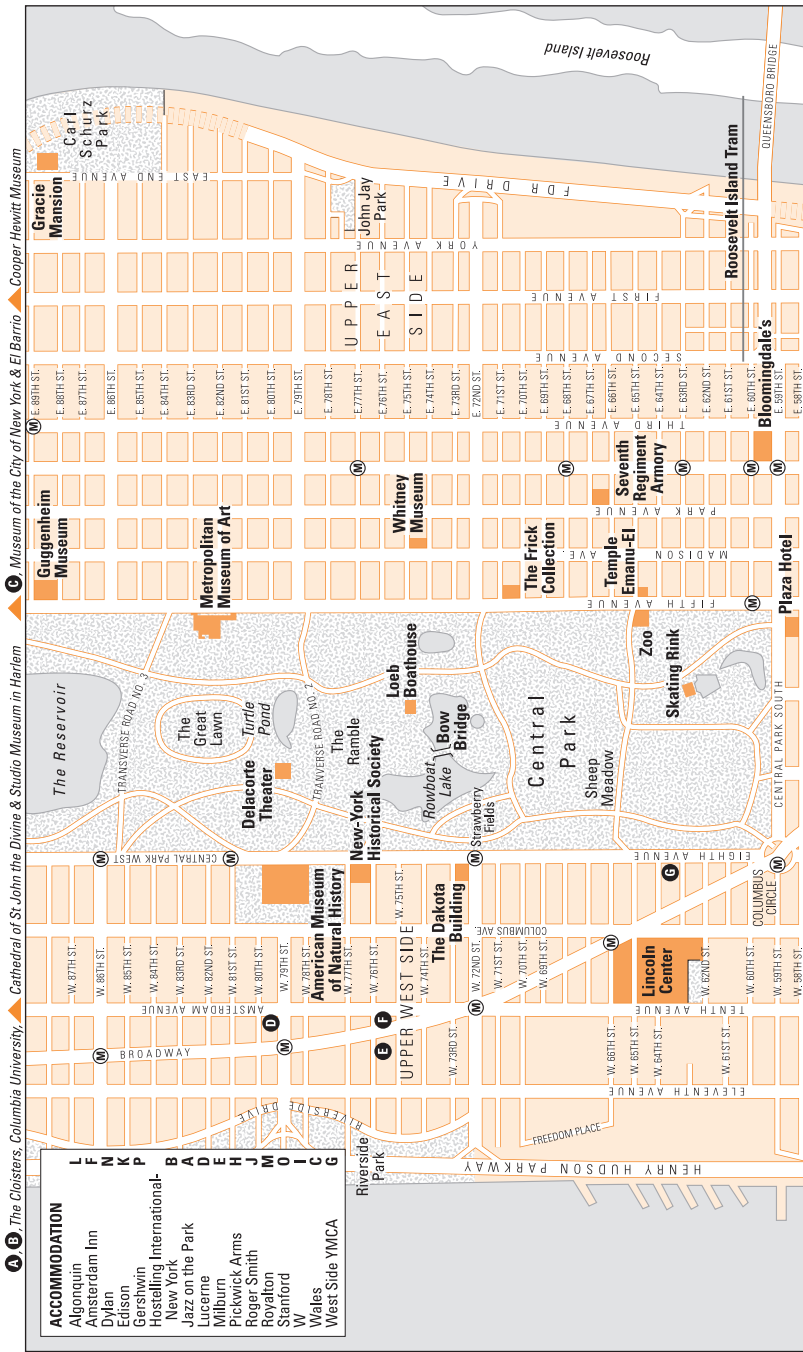 A, B, The Cloisters, Columbia University,
Cathedral of St John the Divine & Studio Museum in Harlem
C, Museum of the City of New York & El Barrio
Cooper Hewitt Museum
ACCOMMODATION
Algonquin L
Amsterdam Inn F
Dylan N
Edison K
Gershwin P
Hostelling International-
New York B
Jazz on the Park A
Lucerne D
Milburn E
Pickwick Arms H
Roger Smith J
Royalton M
Stanford O
W I
Wales C
West Side YMCA G
Riverside
Park
RIVERSIDE DRIVE
HENRY HUDSON PARKWAY
FREEDOM PLACE
ELEVENTH AVENUE
TENTH AVENUE
BROADWAY
AMSTERDAM AVENUE
COLUMBUS AVE.
CENTRAL PARK WEST
EIGHTH AVENUE
COLUMBUS
CIRCLE
CENTRAL PARK SOUTH
UPPER WEST SIDE
W. 87TH ST.
W. 86TH ST.
W. 85TH ST.
W. 84TH ST.
W. 83RD ST.
W. 82ND ST.
W. 81ST ST.
W. 80TH ST.
W. 79TH ST.
W. 78TH ST.
W. 77TH ST.
W. 76TH ST.
W. 75TH ST.
W. 74TH ST.
W. 73RD ST.
W. 72ND ST.
W. 71ST ST.
W. 70TH ST.
W. 69TH ST.
W. 66TH ST.
W. 65TH ST.
W. 64TH ST.
W. 62ND ST.
W. 61ST ST.
W. 60TH ST.
W. 59TH ST.
W. 58TH ST.
D
E
F
G
M
M
M
M
M
M
M
M
American Museum
of Natural History
New-York
Historical Society
The Dakota
Building
Lincoln
Center
The Reservoir
TRANSVERSE ROAD NO. 3
The
Great
Lawn
Turtle
Pond
Delacorte
Theater
TRANVERSE ROAD NO. 2
The
Ramble
Loeb
Boathouse
Rowboat
Lake
Bow
Bridge
Strawberry
Fields
Central
Park
Sheep
Meadow
Zoo
Skating Rink
Plaza Hotel
Guggenheim
Museum
Metropolitan
Museum of Art
Whitney
Museum
The Frick
Collection
Temple
Emanu-El
Seventh
Regiment
Armory
Bloomingdale's
FIFTH AVENUE
MADISON AVE.
PARK AVENUE
THIRD AVENUE
SECOND AVENUE
FIRST AVENUE
YORK AVENUE
EAST END AVENUE
FDR DRIVE
M
M
M
M
M
M
M
E. 89TH ST.
E. 88TH ST.
E. 87TH ST.
E. 86TH ST.
E. 85TH ST.
E. 84TH ST.
E. 83RD ST.
E. 82ND ST.
E. 81ST ST.
E. 80TH ST.
E. 79TH ST.
E. 78TH ST.
E. 77TH ST.
E. 76TH ST.
E. 75TH ST.
E. 74TH ST.
E. 73RD ST.
E. 72ND ST.
E. 71ST ST.
E. 70TH ST.
E. 69TH ST.
E. 68TH ST.
E. 67TH ST.
E. 66TH ST.
E. 65TH ST.
E. 64TH ST.
E. 63RD ST.
E. 62ND ST.
E. 61ST ST.
E. 60TH ST.
E. 59TH ST.
E. 58TH ST.
UPPER
EAST
SIDE
John Jay
Park
Gracie
Mansion
Carl
Schurz
Park
Roosevelt Island Tram
QUEENSBORO BRIDGE
Roosevelt Island